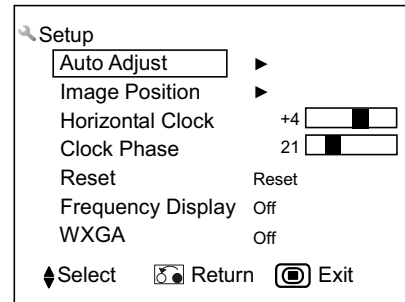 Setup
Auto Adjust ►
Image Position ►
Horizontal Clock +4
Clock Phase 21
Reset Reset
Frequency Display Off
WXGA Off
Select Return Exit